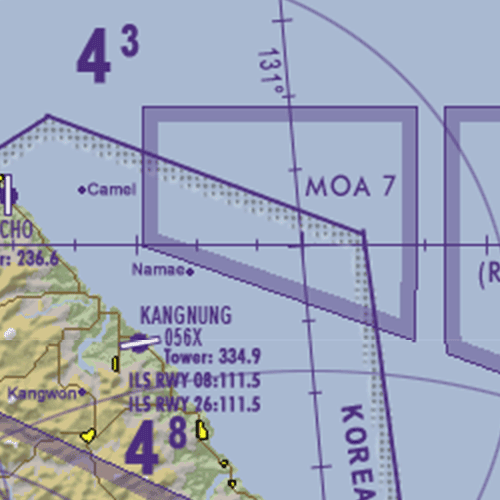 4 3
131°
MOA 7
Camel
CHO
r: 236.6
(R
Namae
KANGNUNG
056X
Tower: 334.9
ILS RWY 08:111.5
ILS RWY 26:111.5
Kangwon
4 8
KOREA